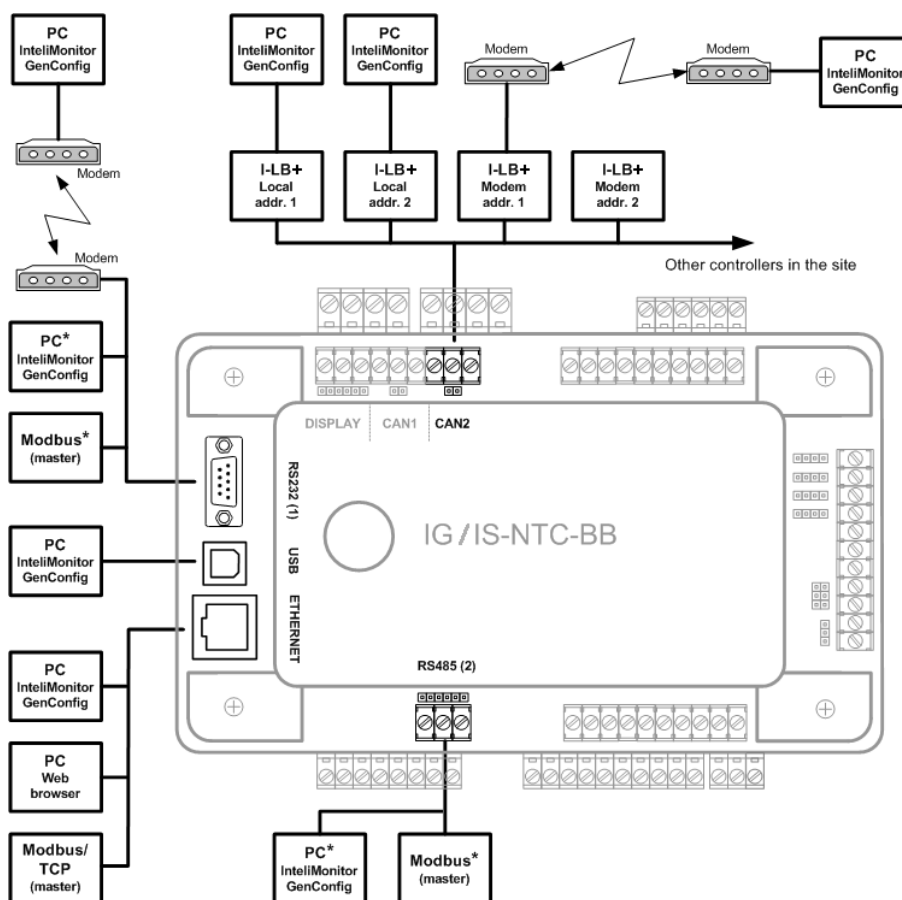 PC
InteliMonitor
GenConfig
PC
InteliMonitor
GenConfig
PC
InteliMonitor
GenConfig
Modem
Modem
PC
InteliMonitor
GenConfig
Modem
I-LB+
Local
addr. 1
I-LB+
Local
addr. 2
I-LB+
Modem
addr. 1
I-LB+
Modem
addr. 2
Modem
Other controllers in the site
PC*
InteliMonitor
GenConfig
Modbus*
(master)
DISPLAY
CAN1
CAN2
RS232 (1)
IG/IS-NTC-BB
PC
InteliMonitor
GenConfig
USB
ETHERNET
RS485 (2)
PC
InteliMonitor
GenConfig
PC
Web
browser
Modbus/
TCP
(master)
PC*
InteliMonitor
GenConfig
Modbus*
(master)